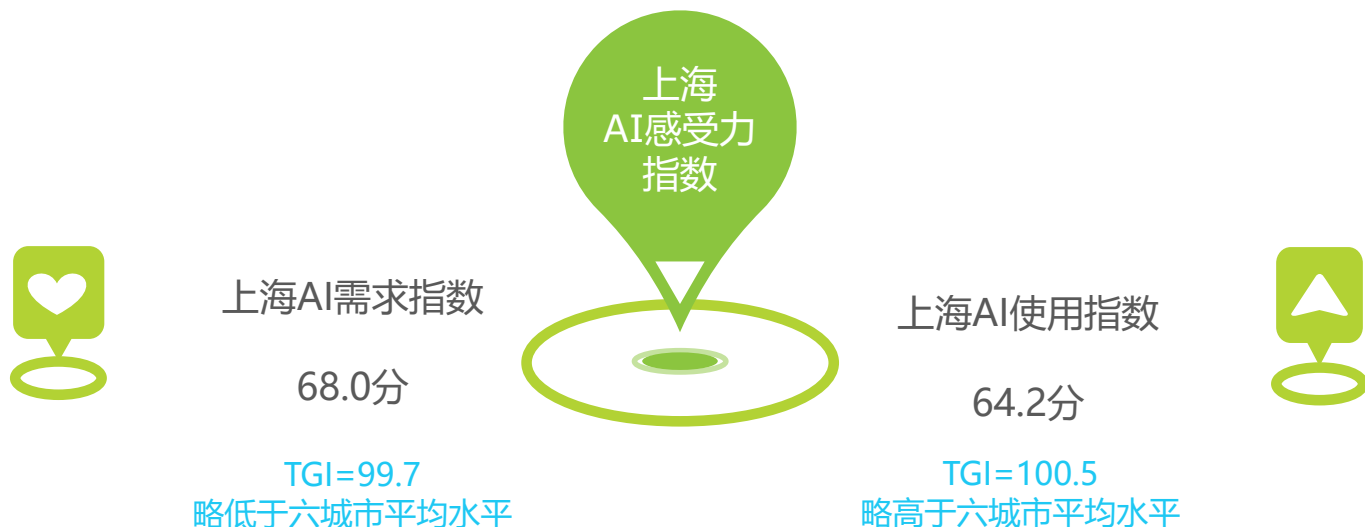 上海
AI感受力
指数
上海AI需求指数
68.0分
TGI=99.7
略低于六城市平均水平
上海AI使用指数
64.2分
TGI=100.5
略高于六城市平均水平